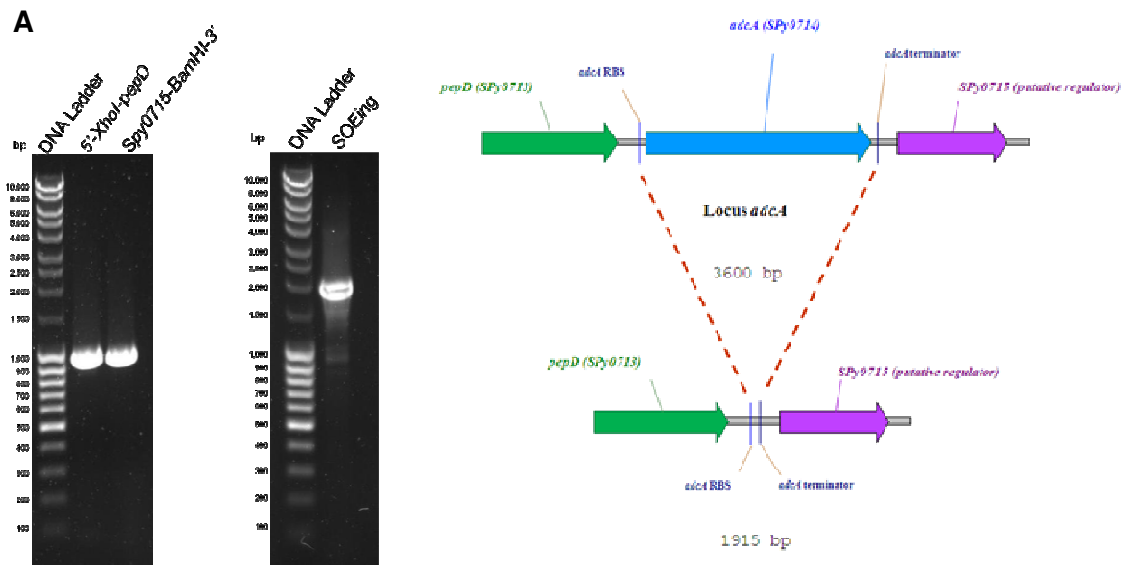 A
DNA Ladder
5'-XhoI-pepD
Spy0715-BamHI-3'
bp
10,000
8,000
6,000
5,000
4,000
3,000
2,500
2,000
1,500
1,000
900
800
700
600
500
400
300
200
100
DNA Ladder
SOEing
bp
10,000
8,000
6,000
5,000
4,000
3,000
2,500
2,000
1,500
1,000
900
800
700
600
500
400
300
200
100
adcA (SPy0714)
adcA RBS
adcA terminator
pepD (SPy0713)
SPy0715 (putative regulator)
Locus adcA
3600 bp
pepD (SPy0713)
SPy0715 (putative regulator)
adcA RBS
adcA terminator
1915 bp